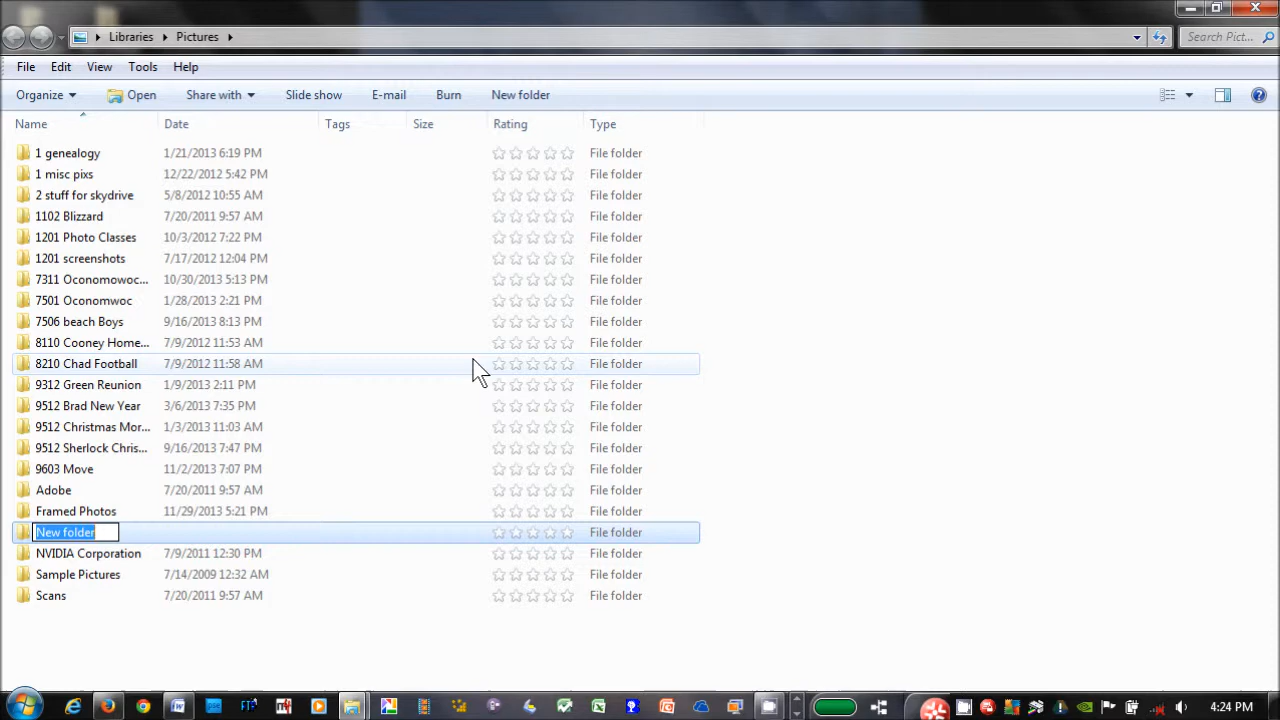 Libraries Pictures Search Pict...
File Edit View Tools Help
Organize Open Share with Slide show E-mail Burn New folder
Name Date Tags Size Rating Type
1 genealogy 1/21/2013 6:19 PM File folder
1 misc pixs 12/22/2012 5:42 PM File folder
2 stuff for skydrive 5/8/2012 10:55 AM File folder
1102 Blizzard 7/20/2011 9:57 AM File folder
1201 Photo Classes 10/3/2012 7:22 PM File folder
1201 screenshots 7/17/2012 12:04 PM File folder
7311 Oconomowoc... 10/30/2013 5:13 PM File folder
7501 Oconomwoc 1/28/2013 2:21 PM File folder
7506 beach Boys 9/16/2013 8:13 PM File folder
8110 Cooney Home... 7/9/2012 11:53 AM File folder
8210 Chad Football 7/9/2012 11:58 AM File folder
9312 Green Reunion 1/9/2013 2:11 PM File folder
9512 Brad New Year 3/6/2013 7:35 PM File folder
9512 Christmas Mor... 1/3/2013 11:03 AM File folder
9512 Sherlock Chris... 9/16/2013 7:47 PM File folder
9603 Move 11/2/2013 7:07 PM File folder
Adobe 7/20/2011 9:57 AM File folder
Framed Photos 11/29/2013 5:21 PM File folder
New folder File folder
NVIDIA Corporation 7/9/2011 12:30 PM File folder
Sample Pictures 7/14/2009 12:32 AM File folder
Scans 7/20/2011 9:57 AM File folder
4:24 PM